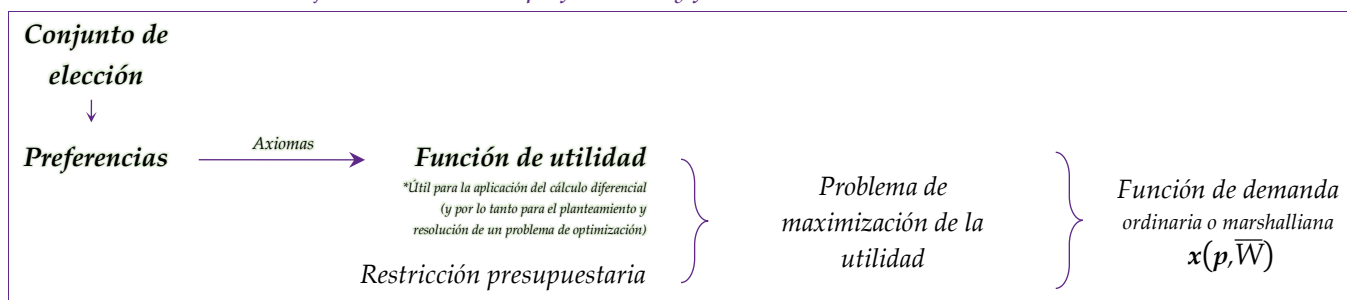 Conjunto de
elección
Preferencias
Axiomas
Función de utilidad
*Útil para la aplicación del cálculo diferencial
(y por lo tanto para el planteamiento y
resolución de un problema de optimización)
Restricción presupuestaria
Problema de
maximización de la
utilidad
Función de demanda
ordinaria o marshalliana
x(p,W̅)